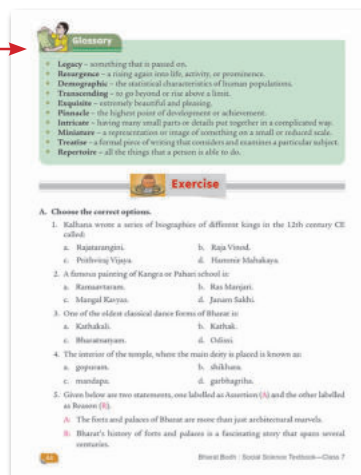 Glossary
Legacy – something that is passed on.
Resurgence – a rising again into life, activity, or prominence.
Demographic – the statistical characteristics of human populations.
Transcending – to go beyond or rise above a limit.
Exquisite – extremely beautiful and pleasing.
Pinnacle – the highest point of development or achievement.
Intricate – having many small parts or details put together in a complicated way.
Miniature – a representation or image of something on a small or reduced scale.
Treatise – a formal piece of writing that considers and examines a particular subject.
Repertoire – all the things that a person is able to do.
Exercise
A. Choose the correct options.
1. Kalhana wrote a series of biographies of different kings in the 12th century CE
called:
a. Rajatarangini. b. Raja Vinod.
c. Prithviraj Vijaya. d. Hammir Mahakaya.
2. A famous painting of Kangra or Pahari school is:
a. Ramaavtaram. b. Ras Manjari.
c. Mangal Kavyas. d. Janam Sakhi.
3. One of the oldest classical dance forms of Bharat is:
a. Kathakali. b. Kathak.
c. Bharatnatyam. d. Odissi.
4. The interior of the temple, where the main deity is placed is known as:
a. gopuram. b. shikhara.
c. mandapa. d. garbhagriha.
5. Given below are two statements, one labelled as Assertion (A) and the other labelled
as Reason (R).
A: The forts and palaces of Bharat are more than just architectural marvels.
R: Bharat's history of forts and palaces is a fascinating story that spans several
centuries.
Bharat Bodh : Social Science Textbook—Class 7